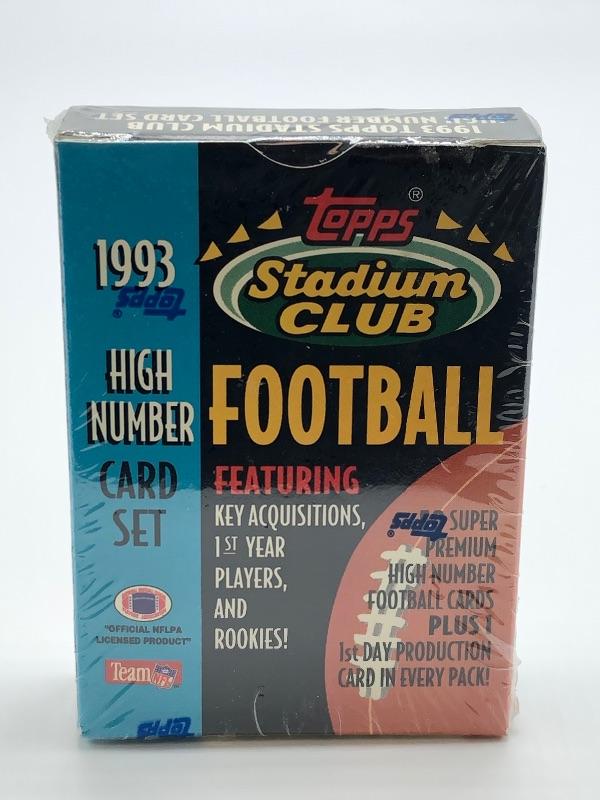 1993 TOPPS STADIUM CLUB
HIGH NUMBER FOOTBALL CARD SET
TOPPS
TOPPS®
Stadium
CLUB
1993
TOPPS®
HIGH
NUMBER
CARD
SET
FOOTBALL
FEATURING
KEY ACQUISITIONS,
1ST YEAR
PLAYERS,
AND
ROOKIES!
TOPPS
SUPER
PREMIUM
HIGH NUMBER
FOOTBALL CARDS
PLUS 1
1st DAY PRODUCTION
CARD IN EVERY PACK!
"OFFICIAL NFLPA
LICENSED PRODUCT"
Team NFL
TOPPS